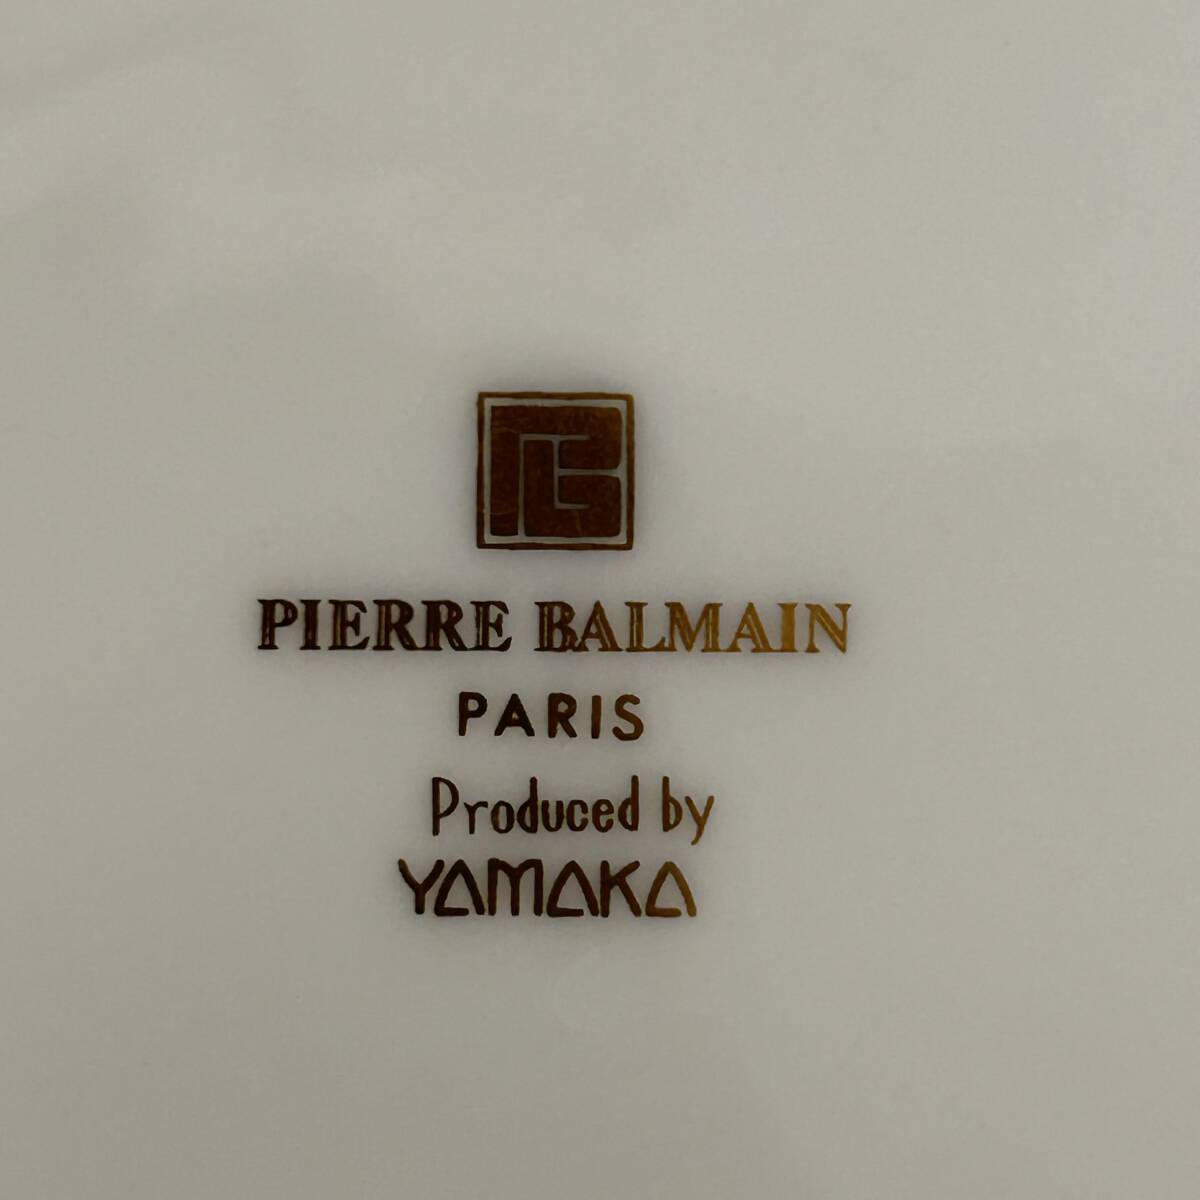 PIERRE BALMAIN
PARIS
Produced by
YAMAKA